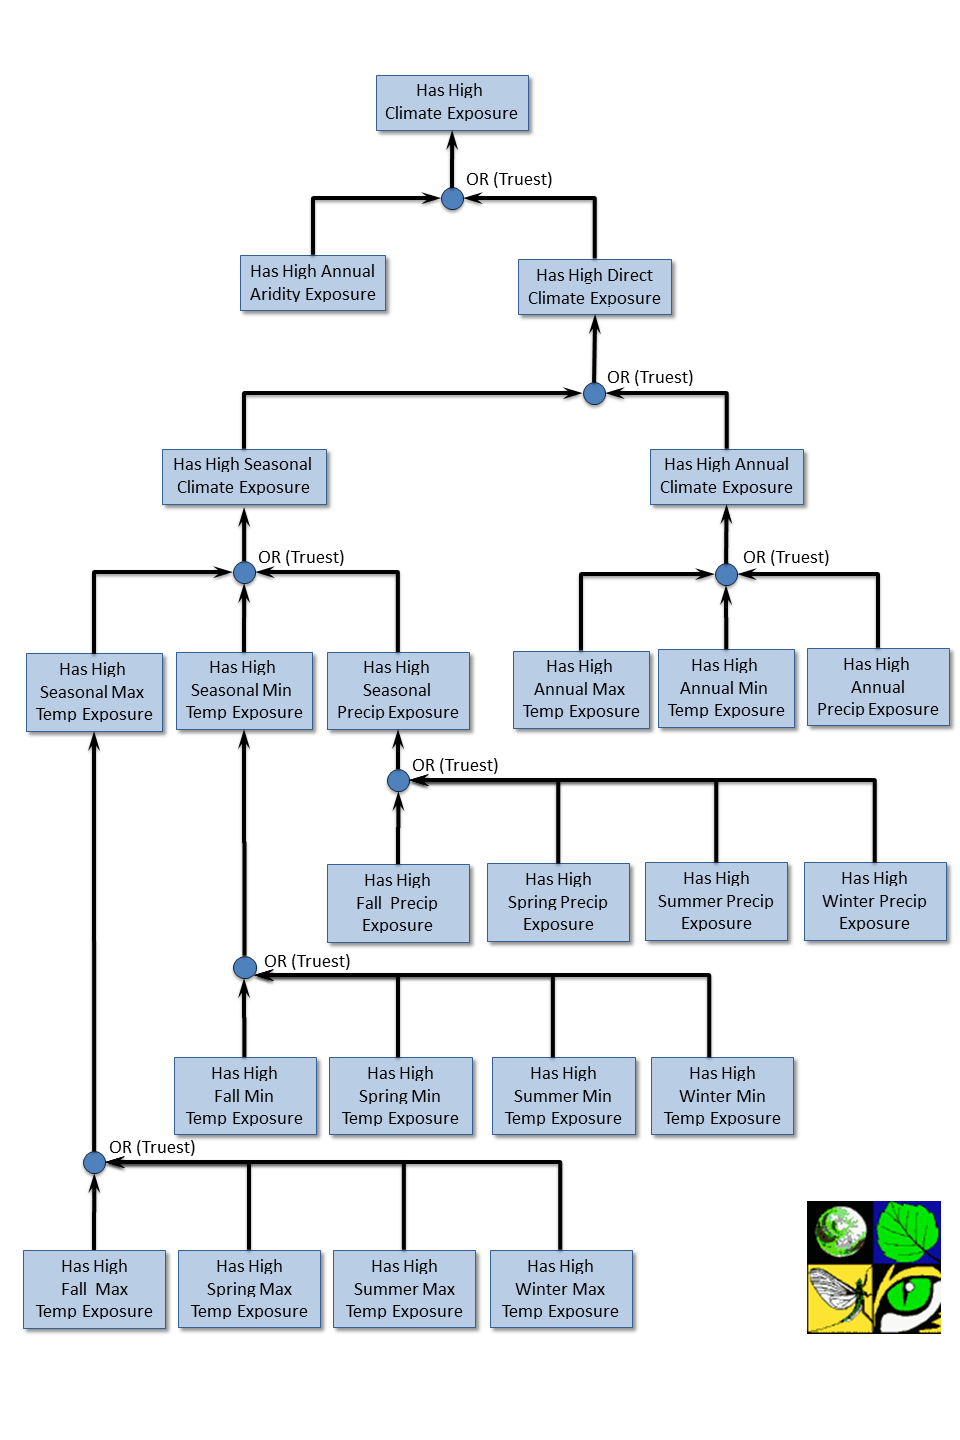 Has High
Climate Exposure
OR (Truest)
Has High Annual
Aridity Exposure
Has High Direct
Climate Exposure
OR (Truest)
Has High Seasonal
Climate Exposure
Has High Annual
Climate Exposure
OR (Truest)
OR (Truest)
Has High
Seasonal Max
Temp Exposure
Has High
Seasonal Min
Temp Exposure
Has High
Seasonal
Precip Exposure
Has High
Annual Max
Temp Exposure
Has High
Annual Min
Temp Exposure
Has High
Annual
Precip Exposure
OR (Truest)
Has High
Fall Precip
Exposure
Has High
Spring Precip
Exposure
Has High
Summer Precip
Exposure
Has High
Winter Precip
Exposure
OR (Truest)
Has High
Fall Min
Temp Exposure
Has High
Spring Min
Temp Exposure
Has High
Summer Min
Temp Exposure
Has High
Winter Min
Temp Exposure
OR (Truest)
Has High
Fall Max
Temp Exposure
Has High
Spring Max
Temp Exposure
Has High
Summer Max
Temp Exposure
Has High
Winter Max
Temp Exposure